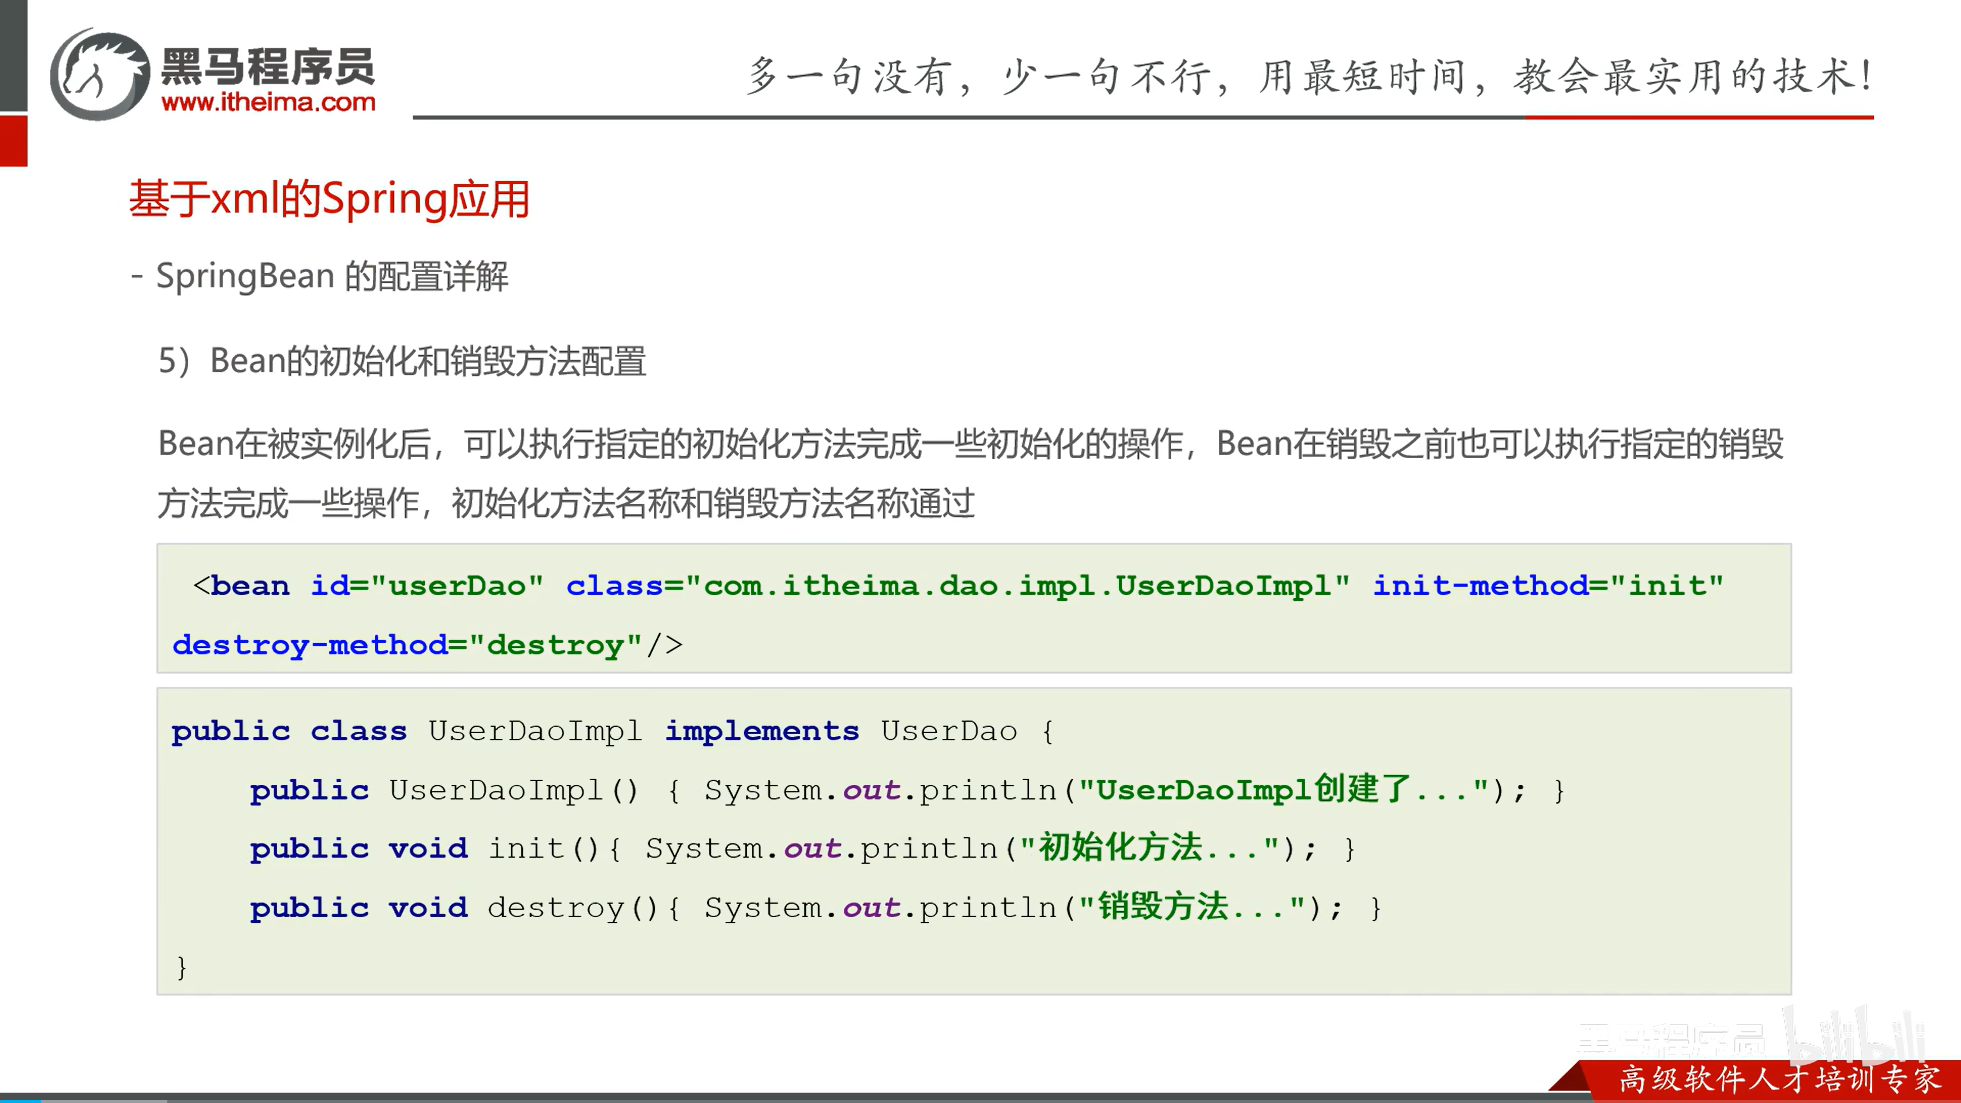 黑马程序员
www.itheima.com
多一句没有，少一句不行，用最短时间，教会最实用的技术！
基于xml的Spring应用
- SpringBean 的配置详解
5）Bean的初始化和销毁方法配置
Bean在被实例化后，可以执行指定的初始化方法完成一些初始化的操作，Bean在销毁之前也可以执行指定的销毁
方法完成一些操作，初始化方法名称和销毁方法名称通过
<bean id="userDao" class="com.itheima.dao.impl.UserDaoImpl" init-method="init"
destroy-method="destroy"/>
public class UserDaoImpl implements UserDao {
    public UserDaoImpl() { System.out.println("UserDaoImpl创建了..."); }
    public void init(){ System.out.println("初始化方法..."); }
    public void destroy(){ System.out.println("销毁方法..."); }
}
黑马程序员 bilibili
高级软件人才培训专家